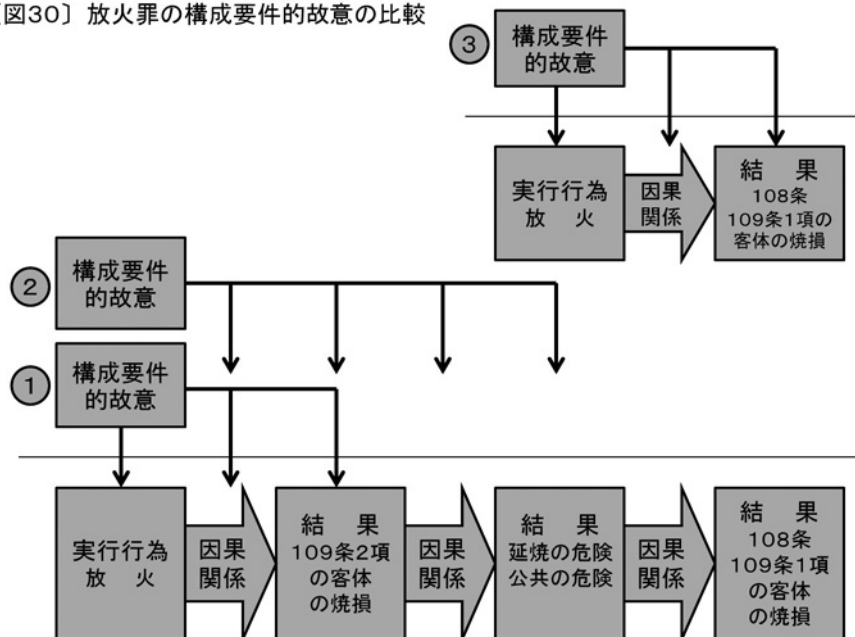 図30〕放火罪の構成要件的故意の比較
③
構成要件
的故意
実行行為
放　火
因果
関係
結　果
108条
109条1項の
客体の焼損
②
構成要件
的故意
①
構成要件
的故意
実行行為
放　火
因果
関係
結　果
109条2項
の客体
の焼損
因果
関係
結　果
延焼の危険
公共の危険
因果
関係
結　果
108条
109条1項
の客体
の焼損